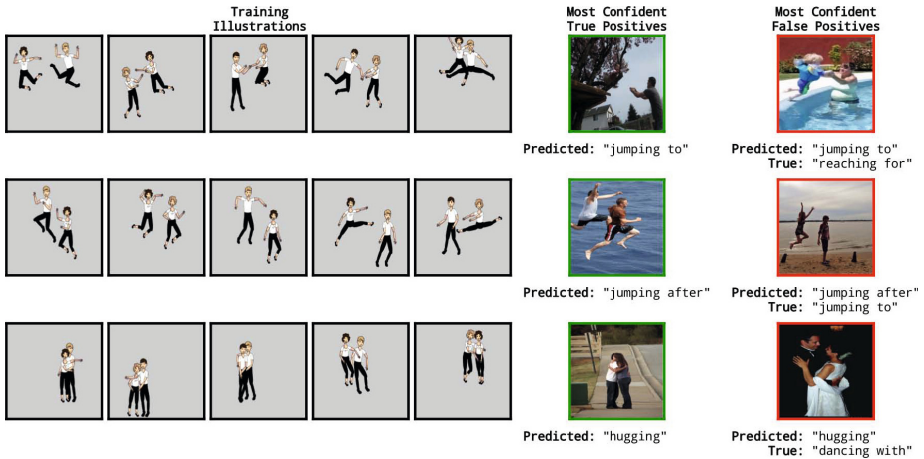 Training
Illustrations
Most Confident
True Positives
Most Confident
False Positives
Predicted: "jumping to"
Predicted: "jumping to"
True: "reaching for"
Predicted: "jumping after"
Predicted: "jumping after"
True: "jumping to"
Predicted: "hugging"
Predicted: "hugging"
True: "dancing with"